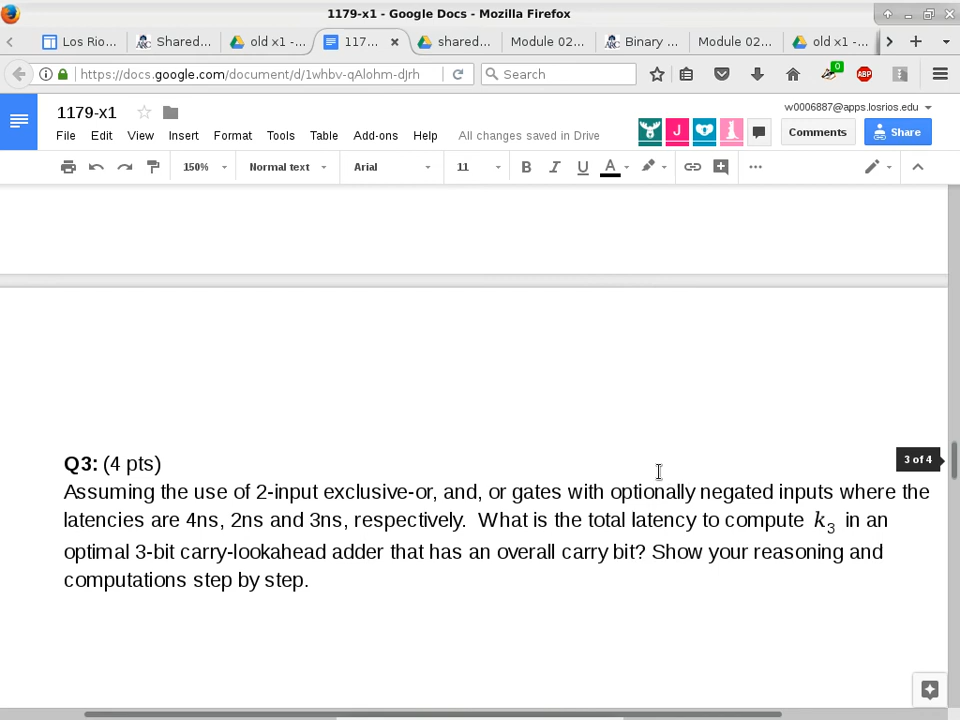 1179-x1 - Google Docs - Mozilla Firefox
Los Rio... Shared... old x1 -... 117... shared... Module 02... Binary ... Module 02... old x1 -...
https://docs.google.com/document/d/1whbv-qAlohm-dJrh Search 0 ABP
1179-x1 w0006887@apps.losrios.edu
File Edit View Insert Format Tools Table Add-ons Help All changes saved in Drive J Comments Share
150% Normal text Arial 11 B I U A
Q3: (4 pts) 3 of 4
Assuming the use of 2-input exclusive-or, and, or gates with optionally negated inputs where the
latencies are 4ns, 2ns and 3ns, respectively. What is the total latency to compute k₃ in an
optimal 3-bit carry-lookahead adder that has an overall carry bit? Show your reasoning and
computations step by step.